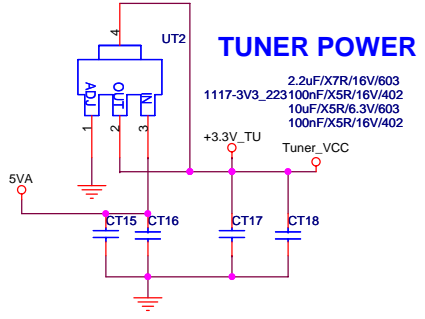 4
UT2
TUNER POWER
ADJ
OUT
IN
2.2uF/X7R/16V/603
1117-3V3_223 100nF/X5R/16V/402
10uF/X5R/6.3V/603
100nF/X5R/16V/402
1
2
3
+3.3V_TU
Tuner_VCC
5VA
CT15
CT16
CT17
CT18